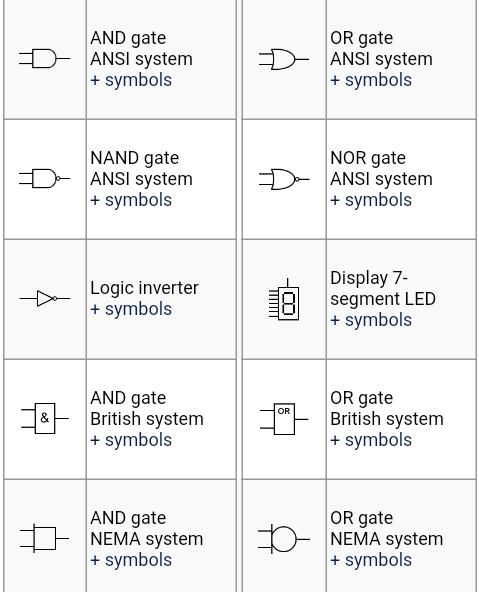 AND gate
ANSI system
+ symbols
OR gate
ANSI system
+ symbols
NAND gate
ANSI system
+ symbols
NOR gate
ANSI system
+ symbols
Logic inverter
+ symbols
Display 7-
segment LED
+ symbols
&
AND gate
British system
+ symbols
OR
OR gate
British system
+ symbols
AND gate
NEMA system
+ symbols
OR gate
NEMA system
+ symbols